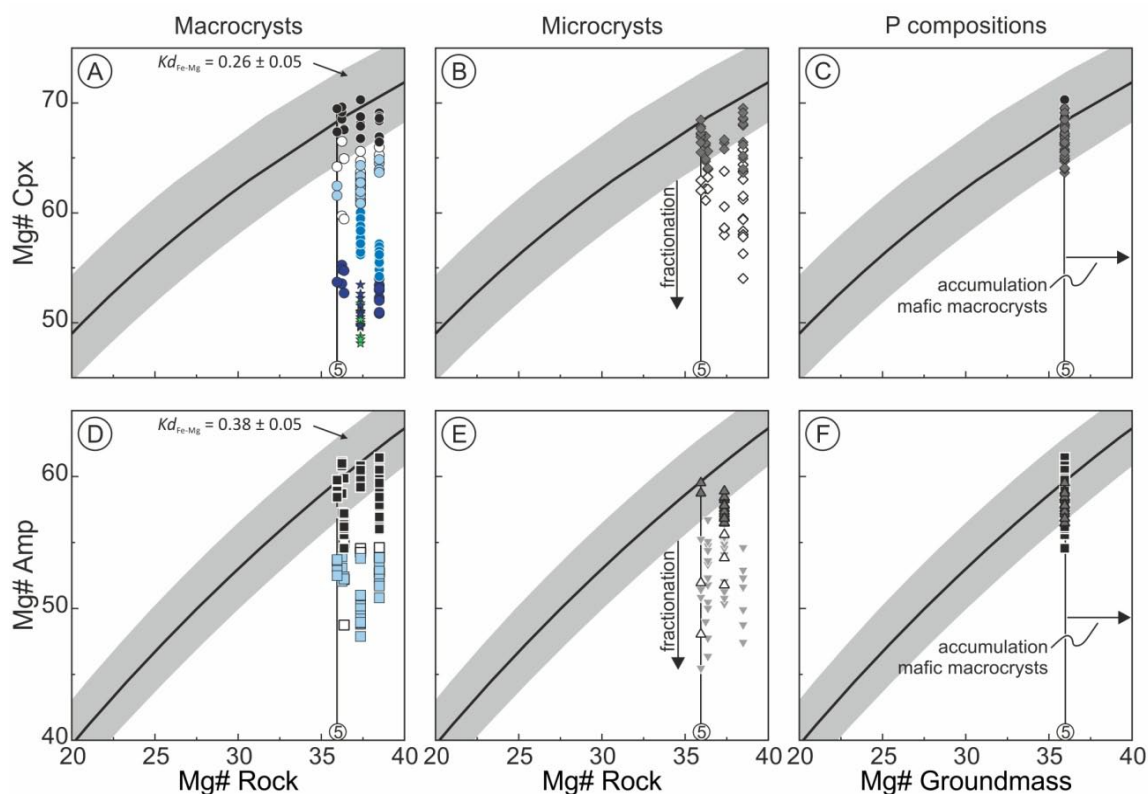 Macrocrysts
Microcrysts
P compositions
A
Kd Fe-Mg = 0.26 ± 0.05
B
C
Mg# Cpx
70
60
50
fractionation
accumulation
mafic macrocrysts
5
5
5
D
Kd Fe-Mg = 0.38 ± 0.05
E
F
Mg# Amp
60
50
40
fractionation
accumulation
mafic macrocrysts
5
5
5
20 25 30 35 40
20 25 30 35 40
20 25 30 35 40
Mg# Rock
Mg# Rock
Mg# Groundmass